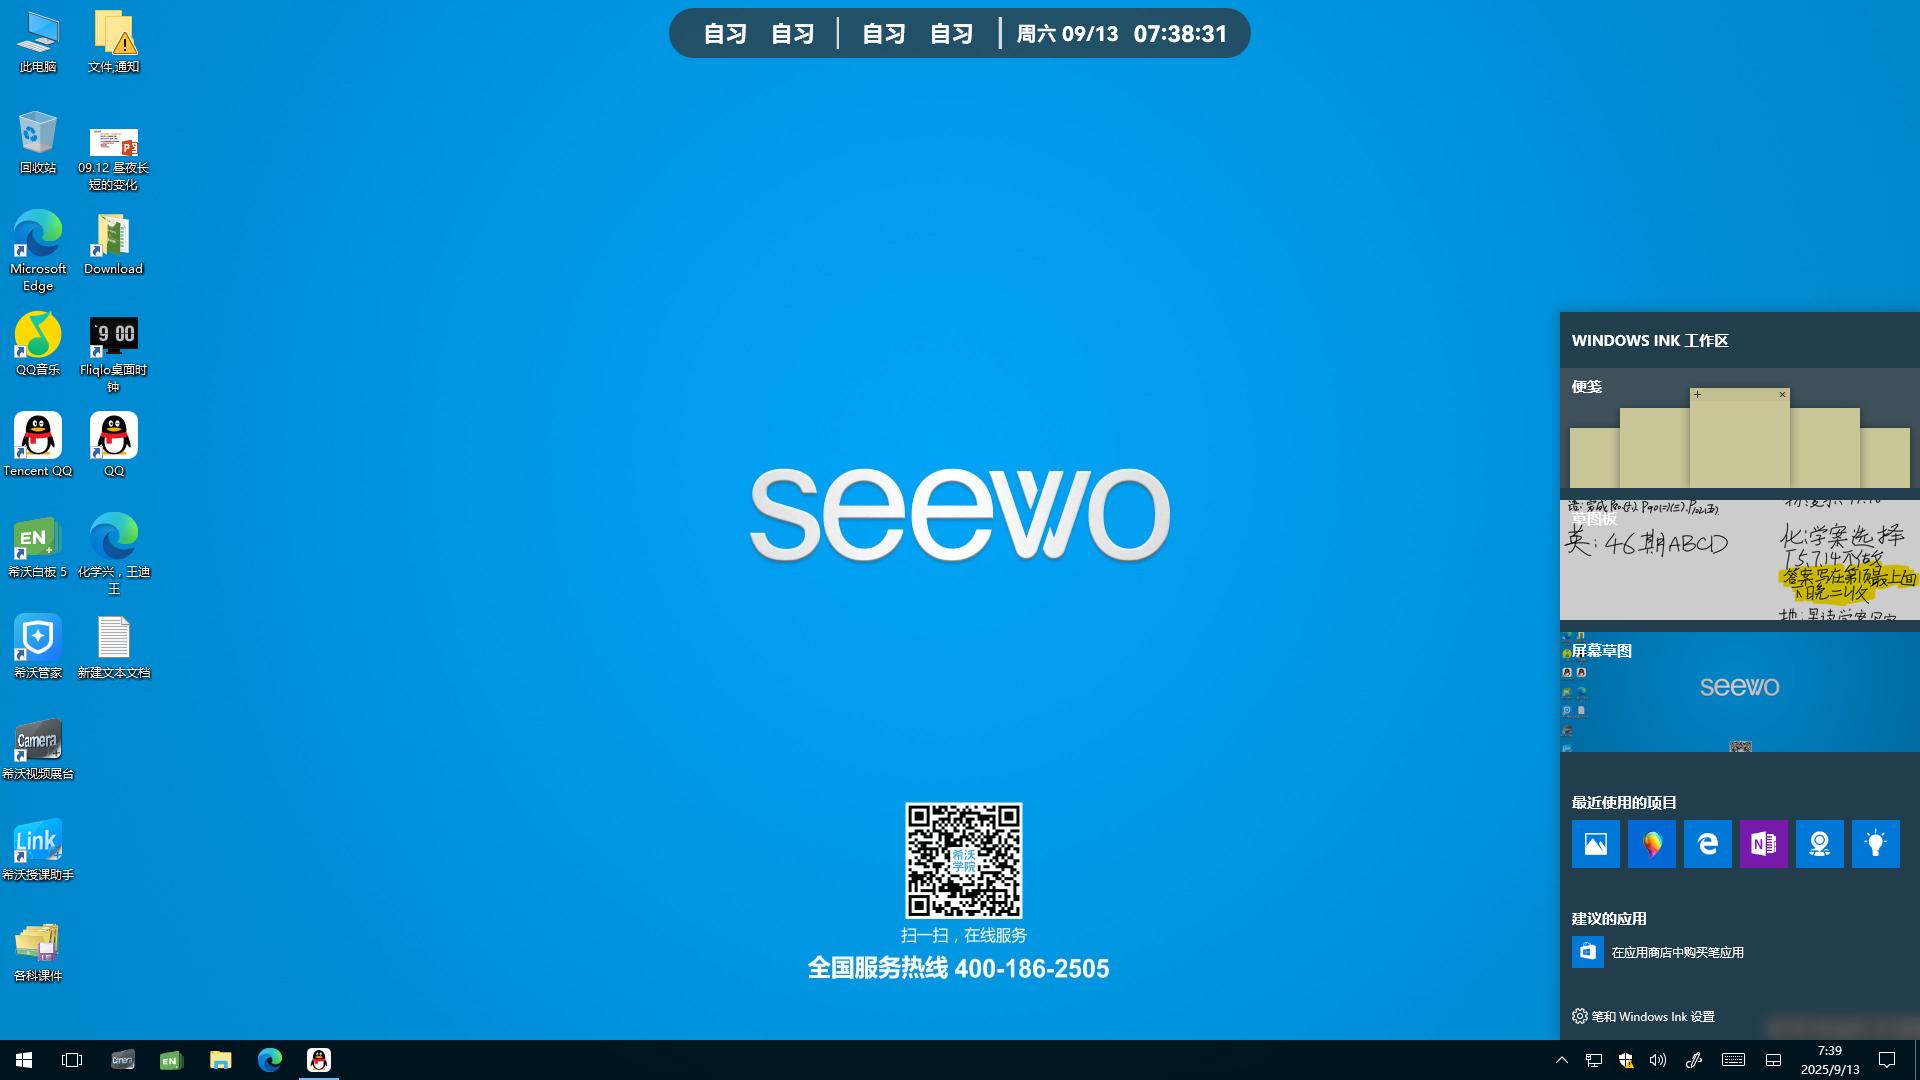 自习 自习 | 自习 自习 | 周六 09/13 07:38:31
此电脑
文件,通知
回收站
09.12 昼夜长短的变化
Microsoft Edge
Download
QQ音乐
9 00
Fliqlo桌面时钟
Tencent QQ
QQ
EN
希沃白板 5
化学兴，王迪王
希沃管家
新建文本文档
Camera
希沃视频展台
Link
希沃授课助手
各科课件
seewo
希沃学院
扫一扫，在线服务
全国服务热线 400-186-2505
WINDOWS INK 工作区
便笺
草图板
英: 46期ABCD
化:学案选择
答案写在第1页最上面
屏幕草图
seewo
最近使用的项目
建议的应用
在应用商店中购买笔应用
笔和 Windows Ink 设置
Camera
EN
7:39
2025/9/13